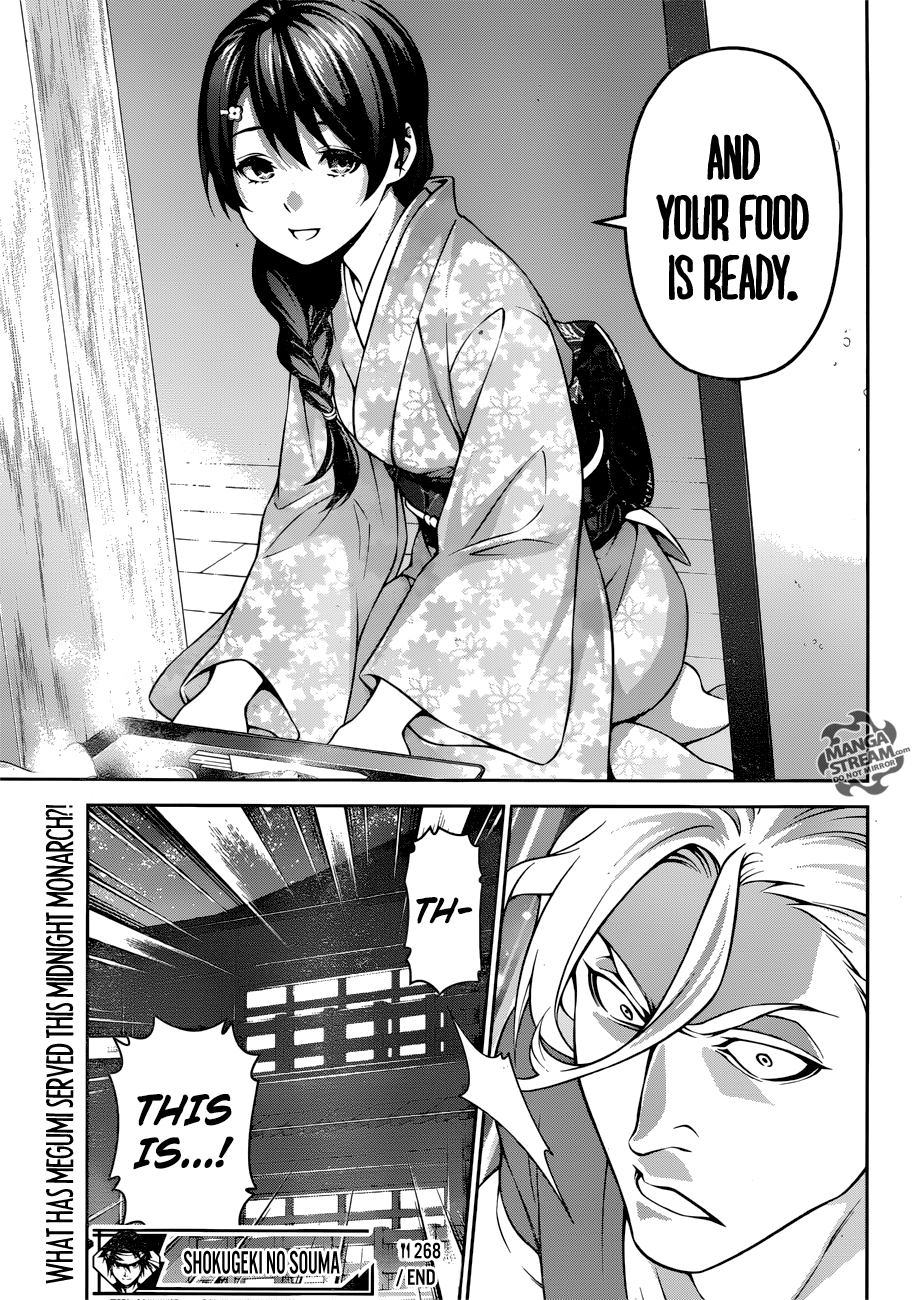 AND
YOUR FOOD
IS READY.
MANGA
STREAM.com
DO NOT MIRROR
TH-
THIS
IS...!
WHAT HAS MEGUMI SERVED THIS MIDNIGHT MONARCH?!
SHOKUGEKI NO SOUMA
268
/ END